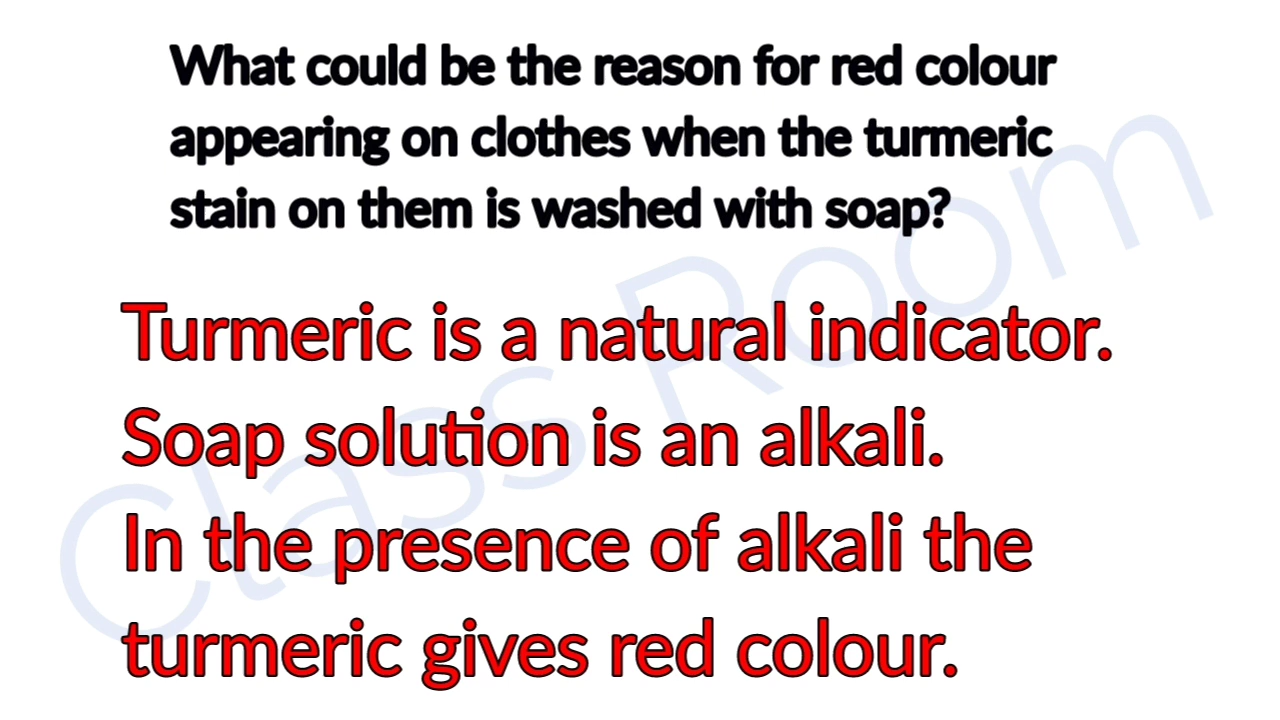 What could be the reason for red colour
appearing on clothes when the turmeric
stain on them is washed with soap?
Turmeric is a natural indicator.
Soap solution is an alkali.
In the presence of alkali the
turmeric gives red colour.
Class Room